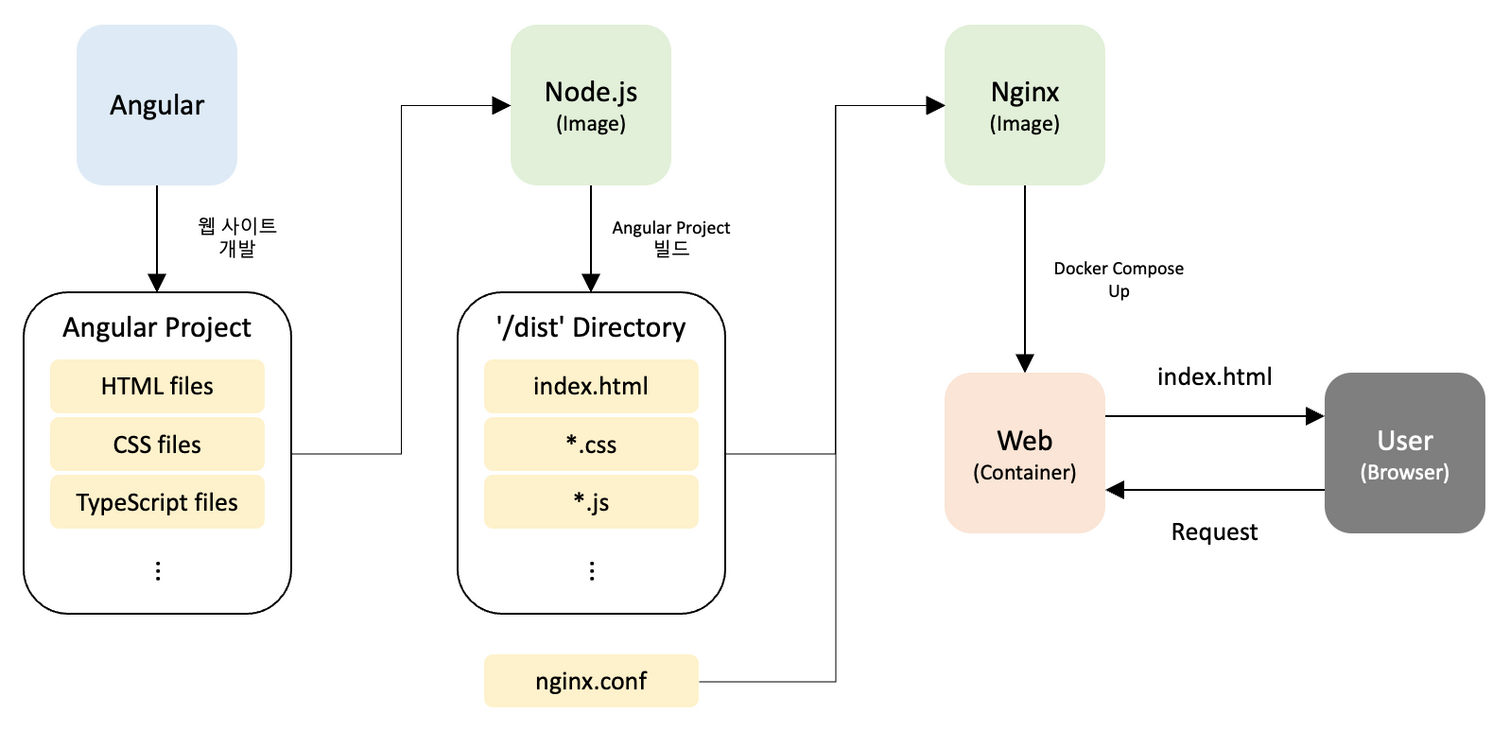 Angular
웹 사이트
개발
Angular Project
HTML files
CSS files
TypeScript files
⋮
Node.js
(Image)
Angular Project
빌드
'/dist' Directory
index.html
*.css
*.js
⋮
nginx.conf
Nginx
(Image)
Docker Compose
Up
Web
(Container)
index.html
Request
User
(Browser)